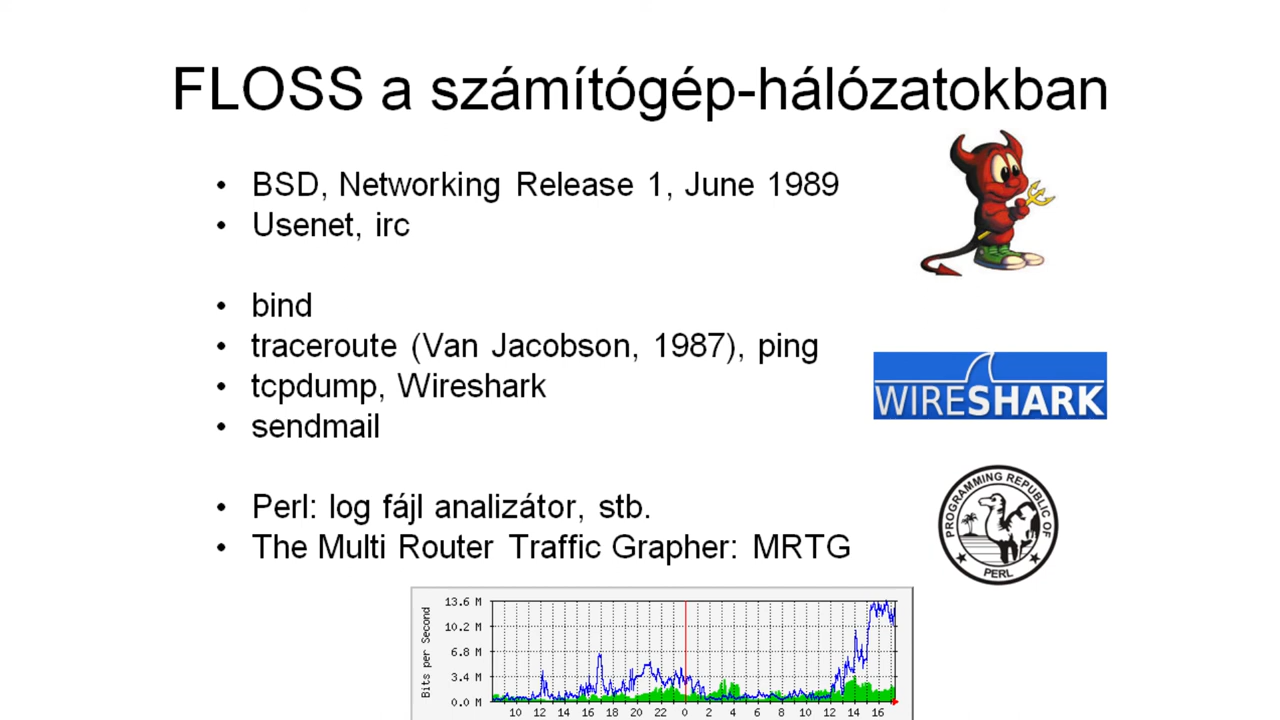 FLOSS a számítógép-hálózatokban
• BSD, Networking Release 1, June 1989
• Usenet, irc
• bind
• traceroute (Van Jacobson, 1987), ping
• tcpdump, Wireshark
WIRESHARK
• sendmail
• Perl: log fájl analizátor, stb.
• The Multi Router Traffic Grapher: MRTG
PROGRAMMING REPUBLIC OF
PERL
Bits per Second
13.6 M
10.2 M
6.8 M
3.4 M
0.0 M
10 12 14 16 18 20 22 0 2 4 6 8 10 12 14 16